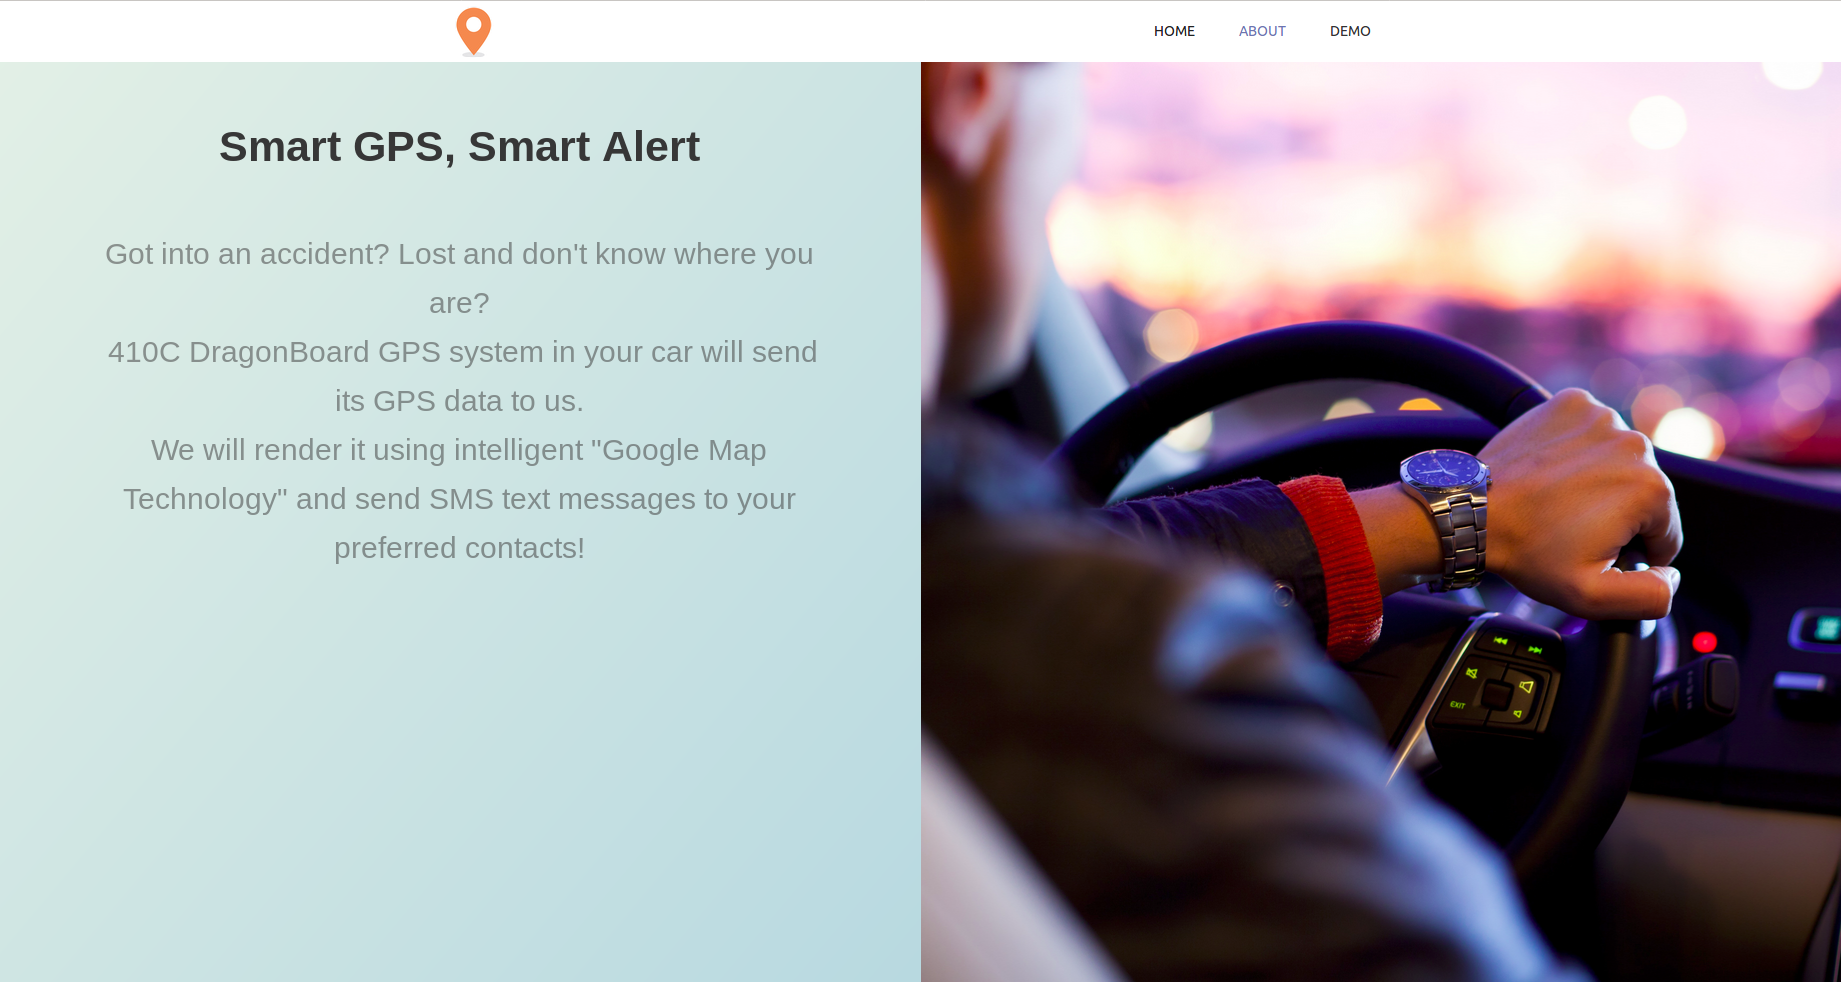 HOME ABOUT DEMO
Smart GPS, Smart Alert
Got into an accident? Lost and don't know where you
are?
410C DragonBoard GPS system in your car will send
its GPS data to us.
We will render it using intelligent "Google Map
Technology" and send SMS text messages to your
preferred contacts!
EXIT